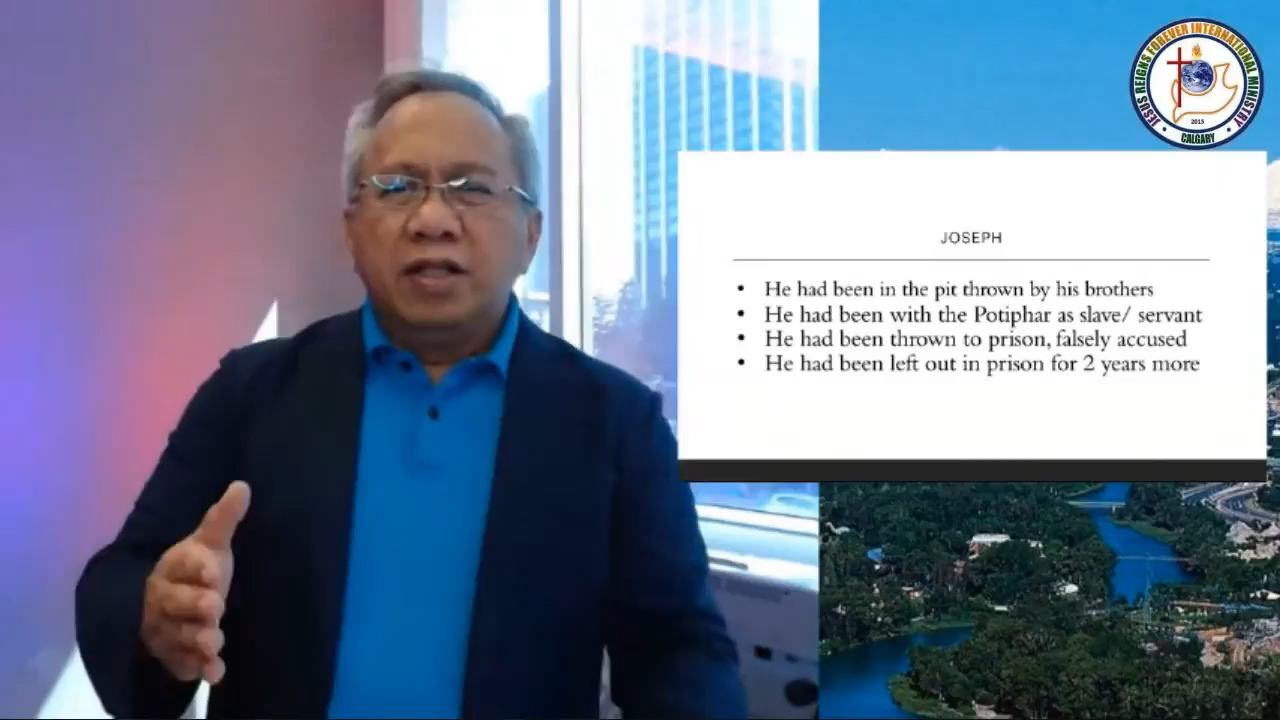 JESUS REIGNS FOREVER INTERNATIONAL MINISTRY
2015
CALGARY
JOSEPH
• He had been in the pit thrown by his brothers
• He had been with the Potiphar as slave/ servant
• He had been thrown to prison, falsely accused
• He had been left out in prison for 2 years more